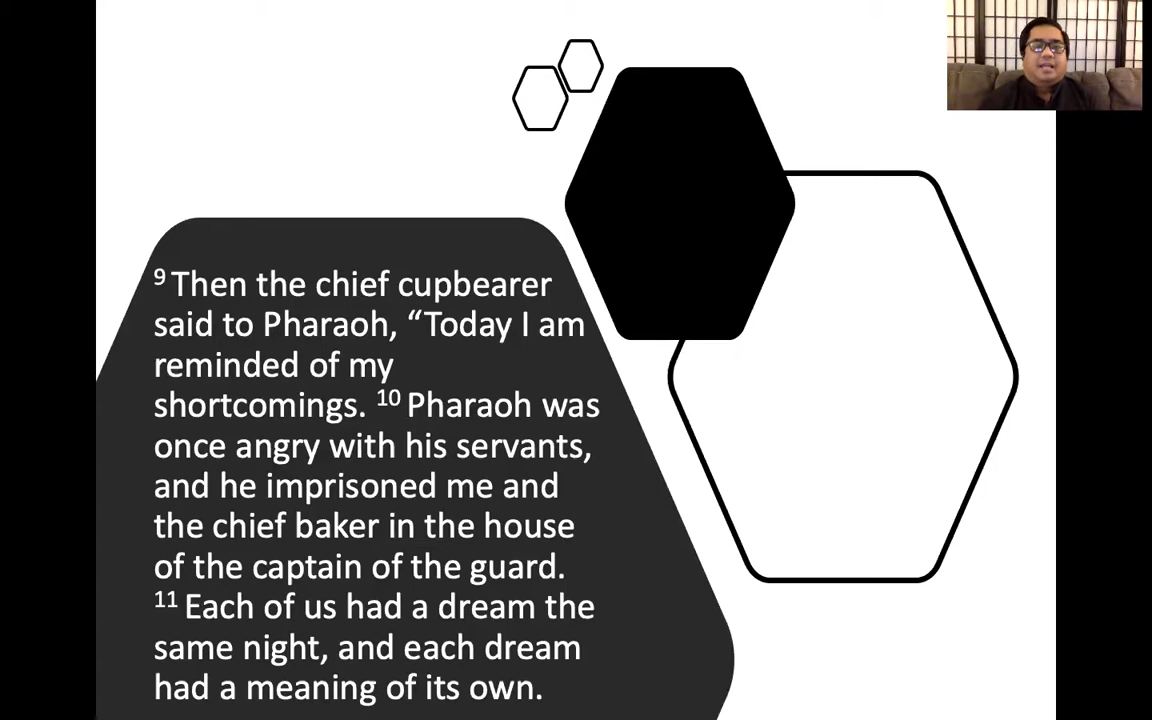 ⁹ Then the chief cupbearer
said to Pharaoh, “Today I am
reminded of my
shortcomings. ¹⁰ Pharaoh was
once angry with his servants,
and he imprisoned me and
the chief baker in the house
of the captain of the guard.
¹¹ Each of us had a dream the
same night, and each dream
had a meaning of its own.